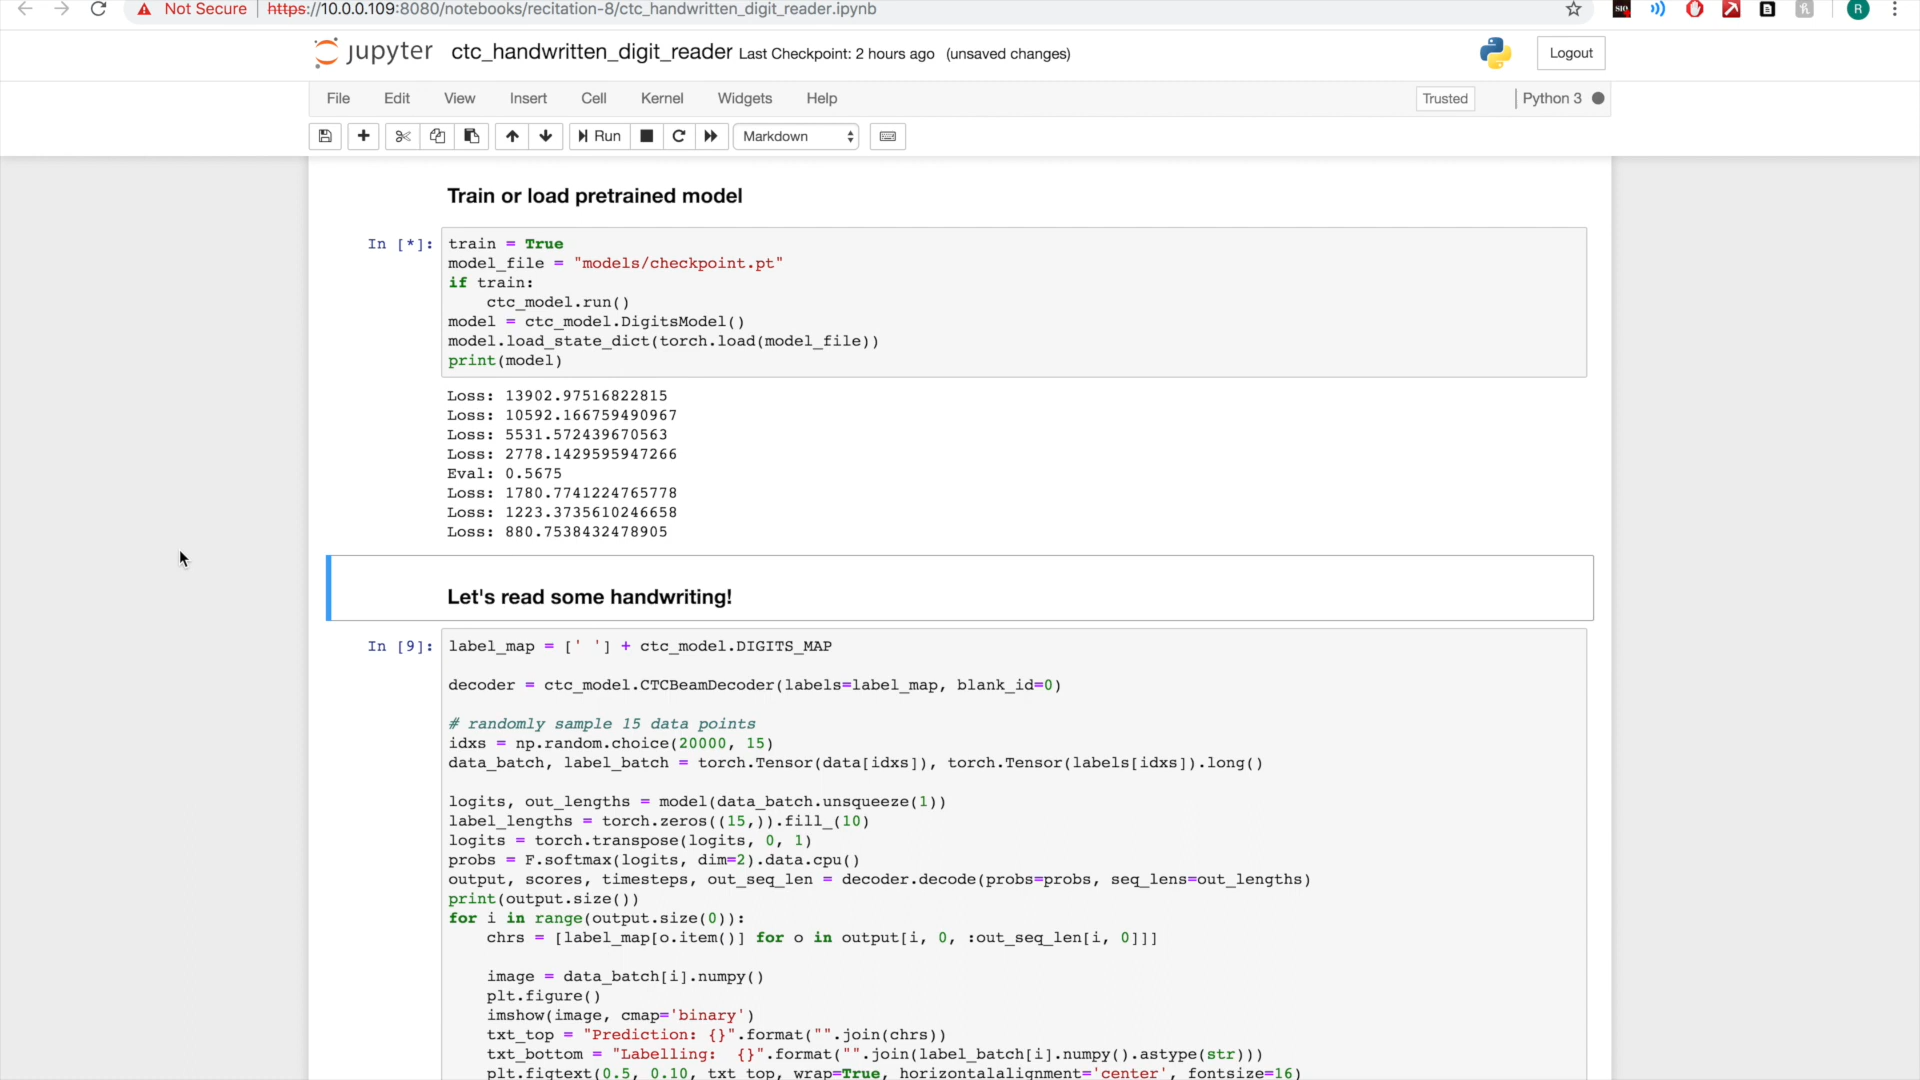 Not Secure https://10.0.0.109:8080/notebooks/recitation-8/ctc_handwritten_digit_reader.ipynb
jupyter ctc_handwritten_digit_reader Last Checkpoint: 2 hours ago (unsaved changes) Logout
File Edit View Insert Cell Kernel Widgets Help Trusted Python 3
Run Markdown
Train or load pretrained model
In [*]: train = True
model_file = "models/checkpoint.pt"
if train:
    ctc_model.run()
model = ctc_model.DigitsModel()
model.load_state_dict(torch.load(model_file))
print(model)
Loss: 13902.97516822815
Loss: 10592.166759490967
Loss: 5531.572439670563
Loss: 2778.1429595947266
Eval: 0.5675
Loss: 1780.7741224765778
Loss: 1223.3735610246658
Loss: 880.7538432478905
Let's read some handwriting!
In [9]: label_map = [' '] + ctc_model.DIGITS_MAP
decoder = ctc_model.CTCBeamDecoder(labels=label_map, blank_id=0)
# randomly sample 15 data points
idxs = np.random.choice(20000, 15)
data_batch, label_batch = torch.Tensor(data[idxs]), torch.Tensor(labels[idxs]).long()
logits, out_lengths = model(data_batch.unsqueeze(1))
label_lengths = torch.zeros((15,)).fill_(10)
logits = torch.transpose(logits, 0, 1)
probs = F.softmax(logits, dim=2).data.cpu()
output, scores, timesteps, out_seq_len = decoder.decode(probs=probs, seq_lens=out_lengths)
print(output.size())
for i in range(output.size(0)):
    chrs = [label_map[o.item()] for o in output[i, 0, :out_seq_len[i, 0]]]
    image = data_batch[i].numpy()
    plt.figure()
    imshow(image, cmap='binary')
    txt_top = "Prediction: {}".format("".join(chrs))
    txt_bottom = "Labelling:  {}".format("".join(label_batch[i].numpy().astype(str)))
    plt.figtext(0.5, 0.10, txt_top, wrap=True, horizontalalignment='center', fontsize=16)